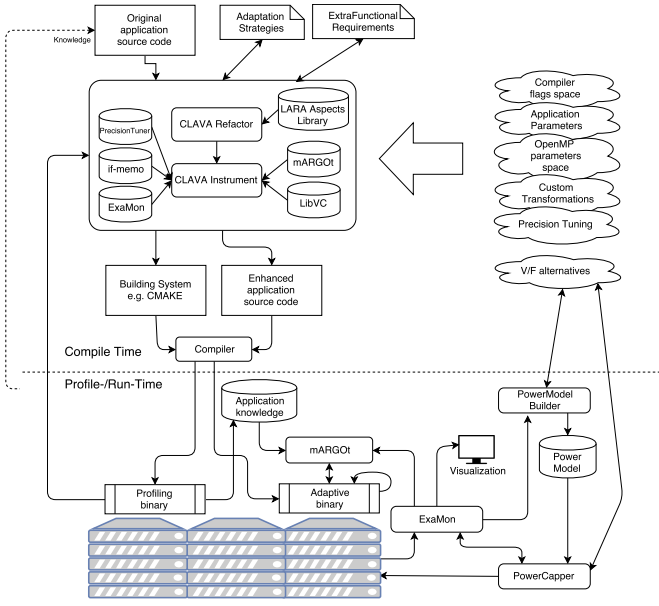 Original
application
source code
Knowledge
Adaptation
Strategies
ExtraFunctional
Requirements
CLAVA Refactor
LARA Aspects
Library
PrecisionTuner
if-memo
ExaMon
CLAVA Instrument
mARGOt
LibVC
Compiler
flags space
Application
Parameters
OpenMP
parameters
space
Custom
Transformations
Precision Tuning
V/F alternatives
Building System
e.g. CMAKE
Enhanced
application
source code
Compiler
Compile Time
Profile-/Run-Time
Application
knowledge
mARGOt
Visualization
PowerModel
Builder
Power
Model
Profiling
binary
Adaptive
binary
ExaMon
PowerCapper